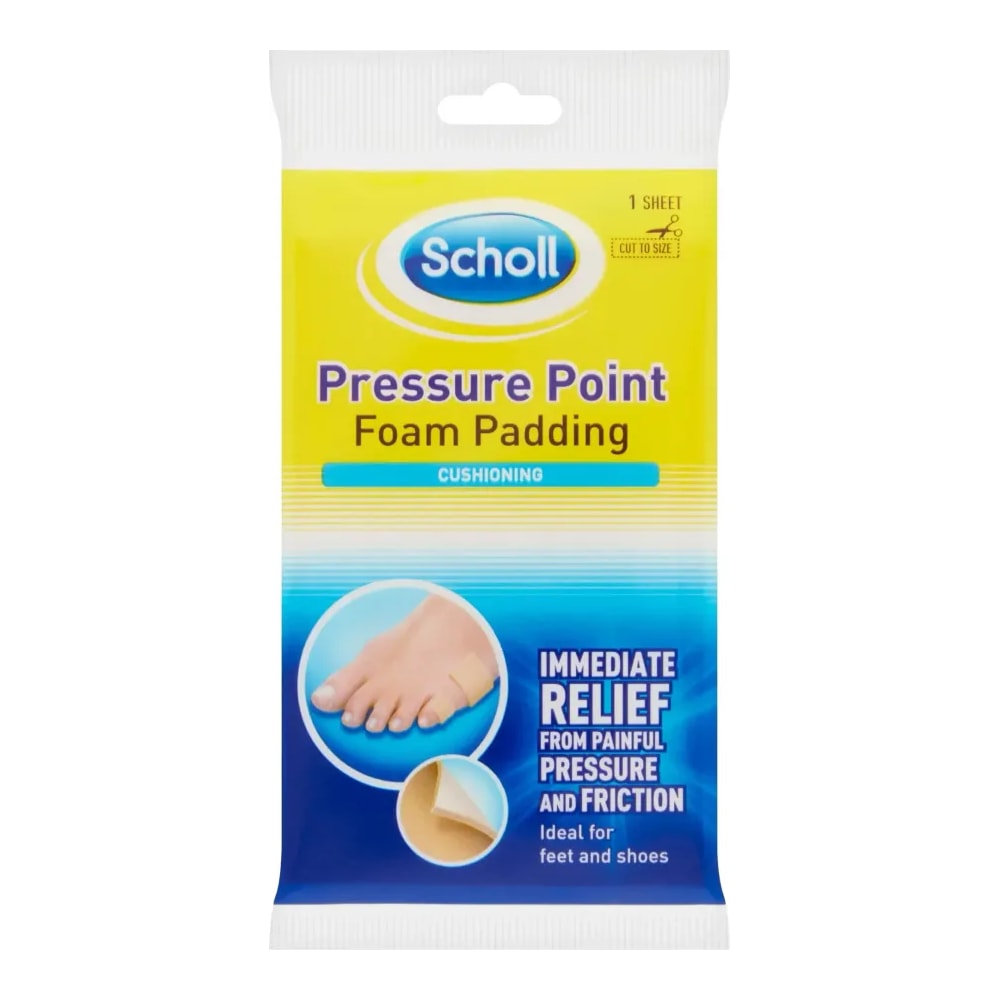 1 SHEET
CUT TO SIZE
Scholl
Pressure Point
Foam Padding
CUSHIONING
IMMEDIATE
RELIEF
FROM PAINFUL
PRESSURE
AND FRICTION
Ideal for
feet and shoes